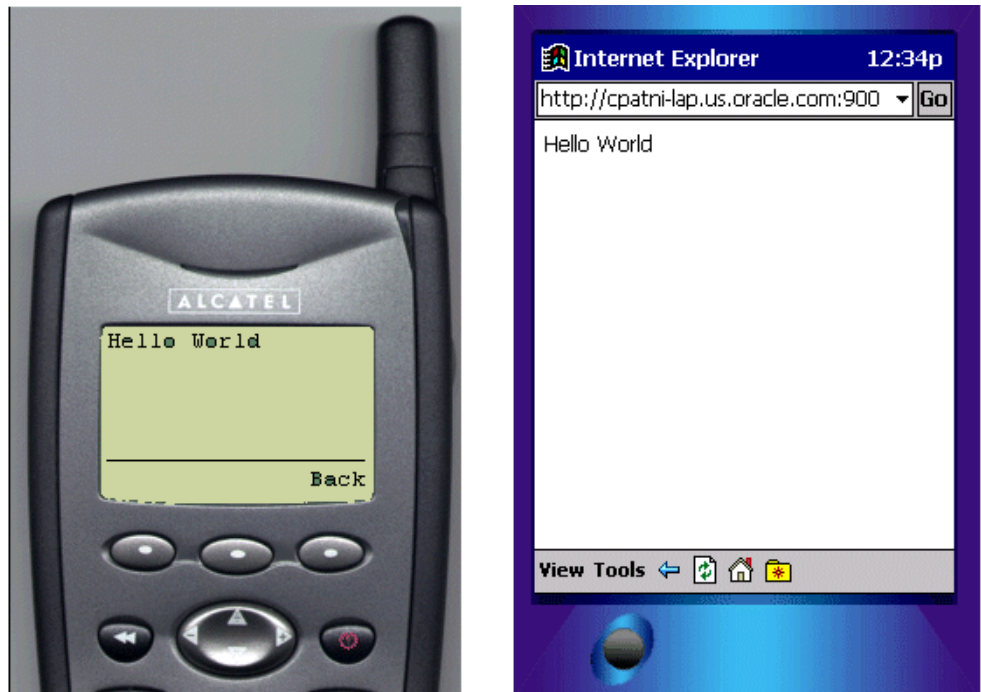 ALCATEL
Hello World
Back
Internet Explorer 12:34p
http://cpatni-lap.us.oracle.com:900 Go
Hello World
View Tools